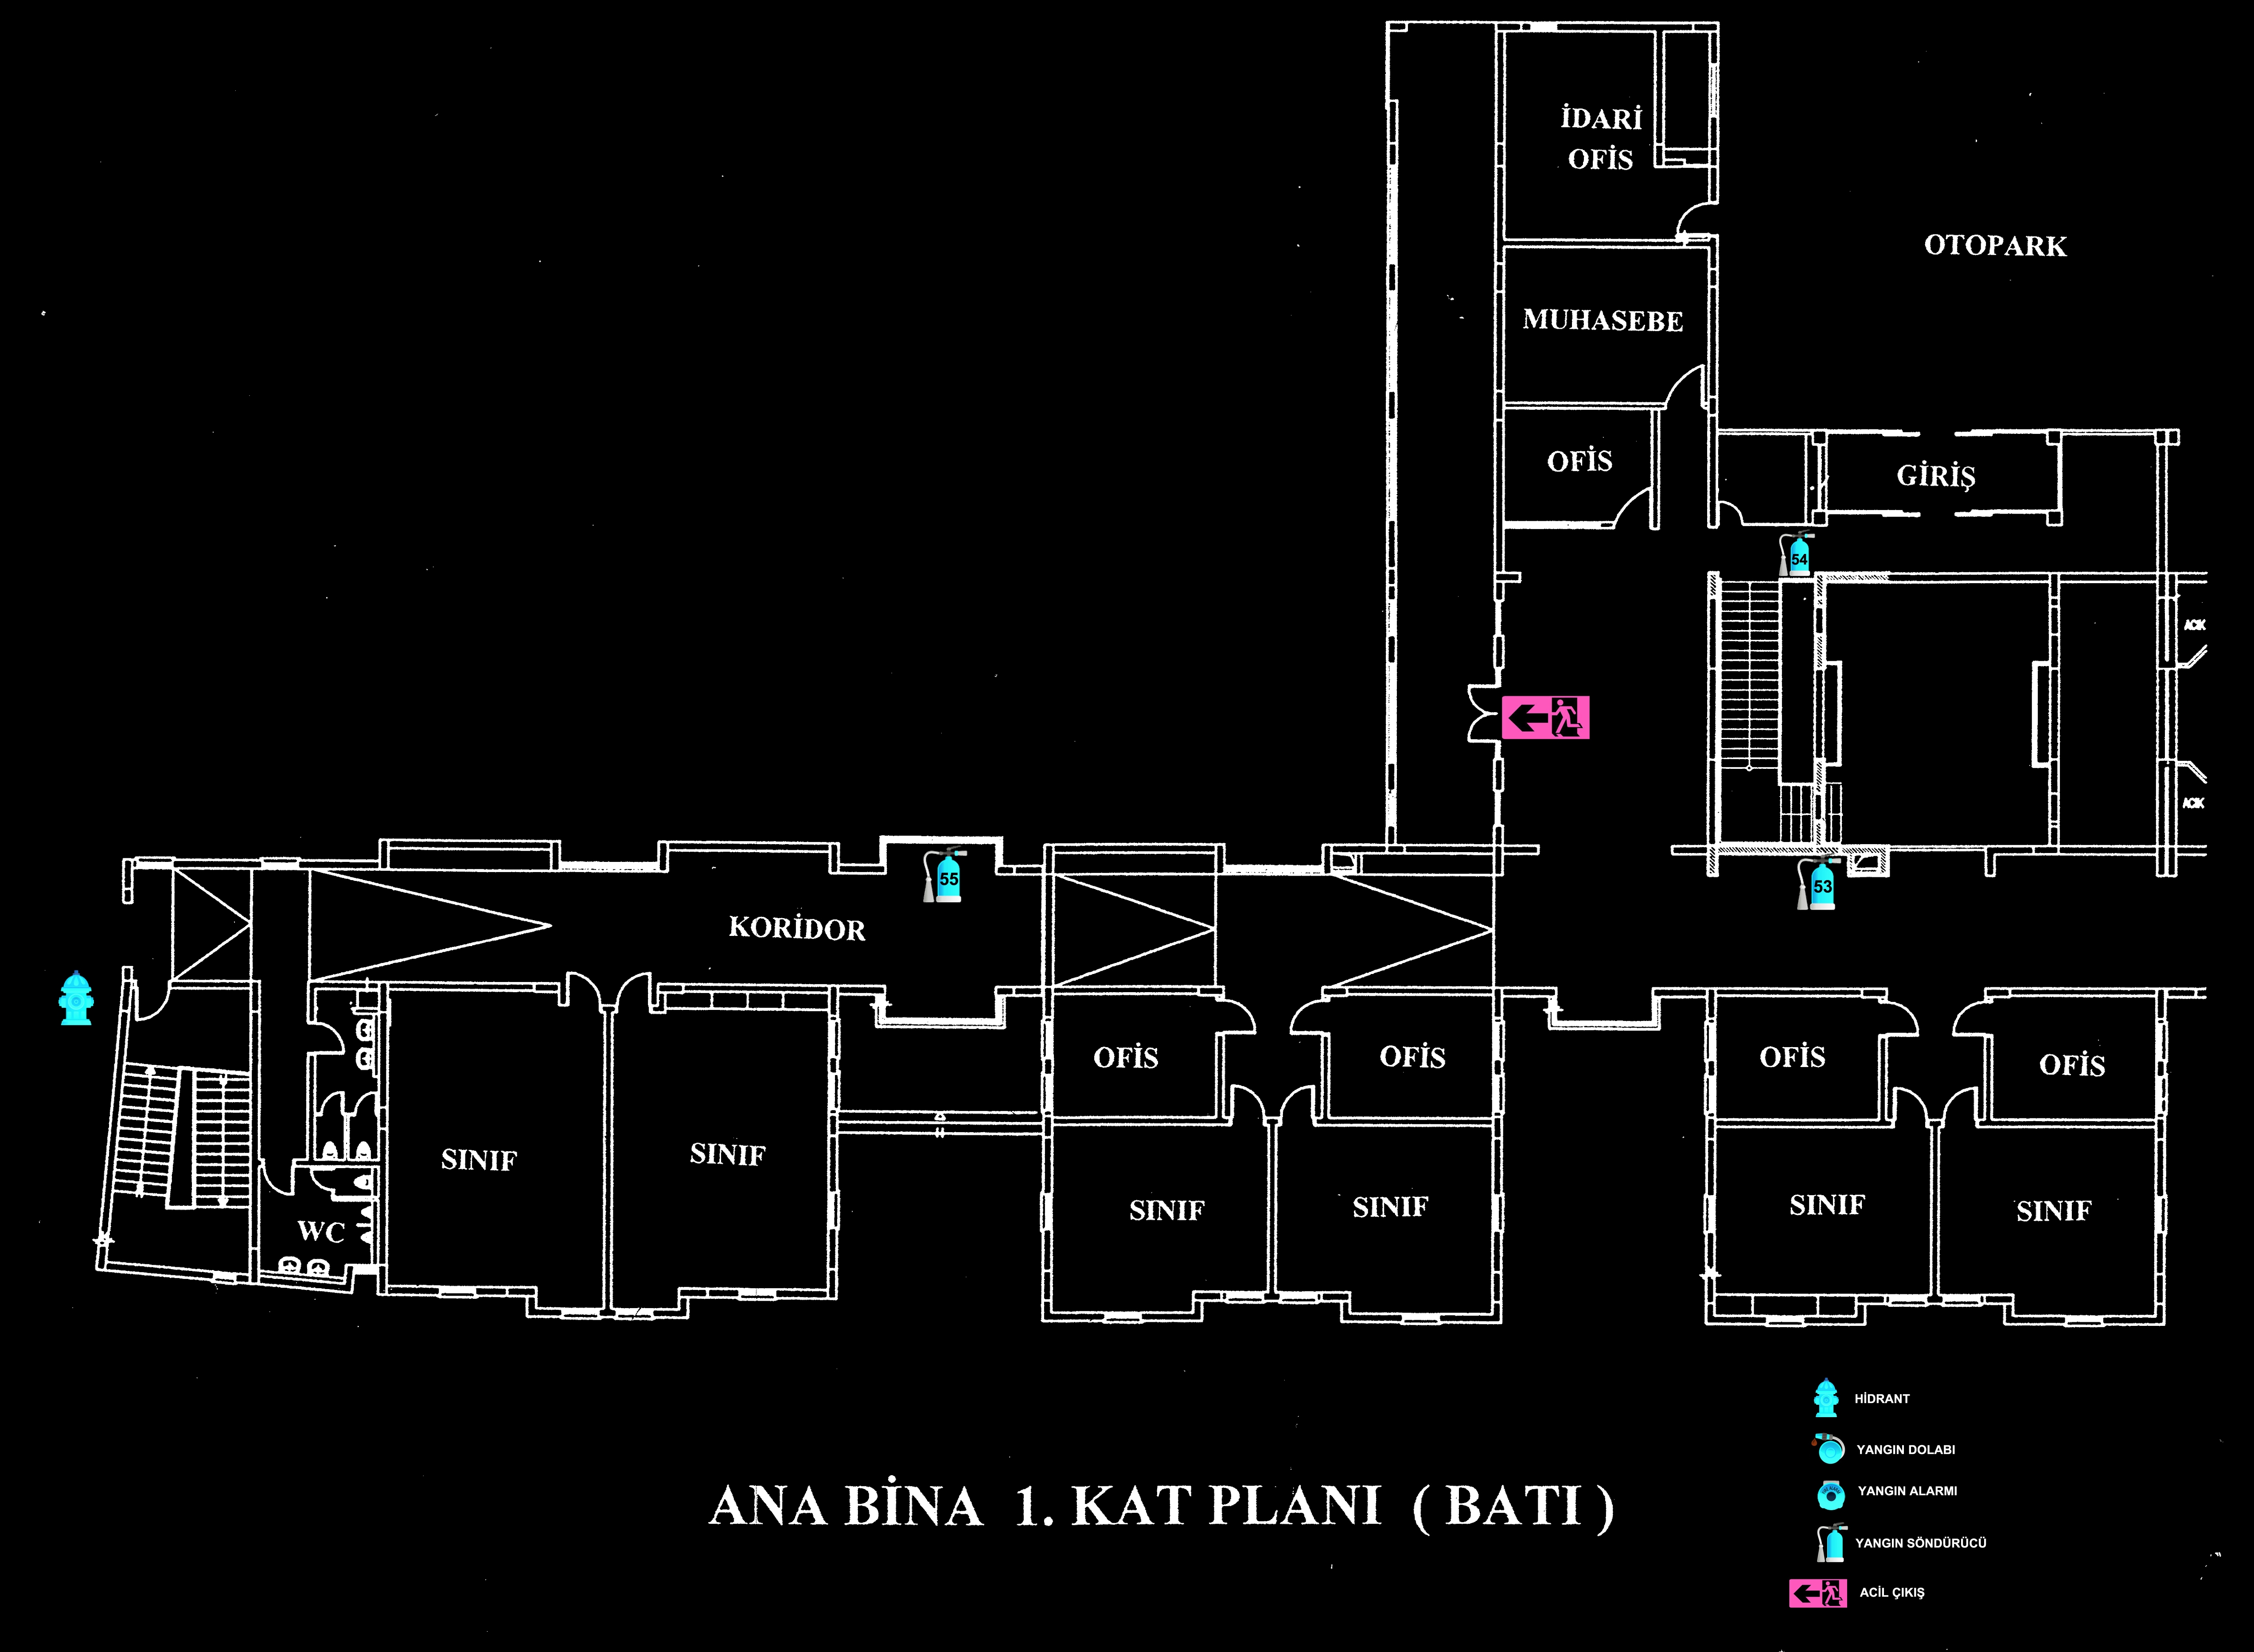 İDARİ
OFİS
OTOPARK
MUHASEBE
OFİS
GİRİŞ
54
ACIK
ACIK
55
53
KORİDOR
OFİS
OFİS
OFİS
OFİS
SINIF
SINIF
SINIF
SINIF
SINIF
SINIF
WC
HİDRANT
YANGIN DOLABI
YANGIN ALARMI
YANGIN SÖNDÜRÜCÜ
ACİL ÇIKIŞ
ANA BİNA 1. KAT PLANI ( BATI )